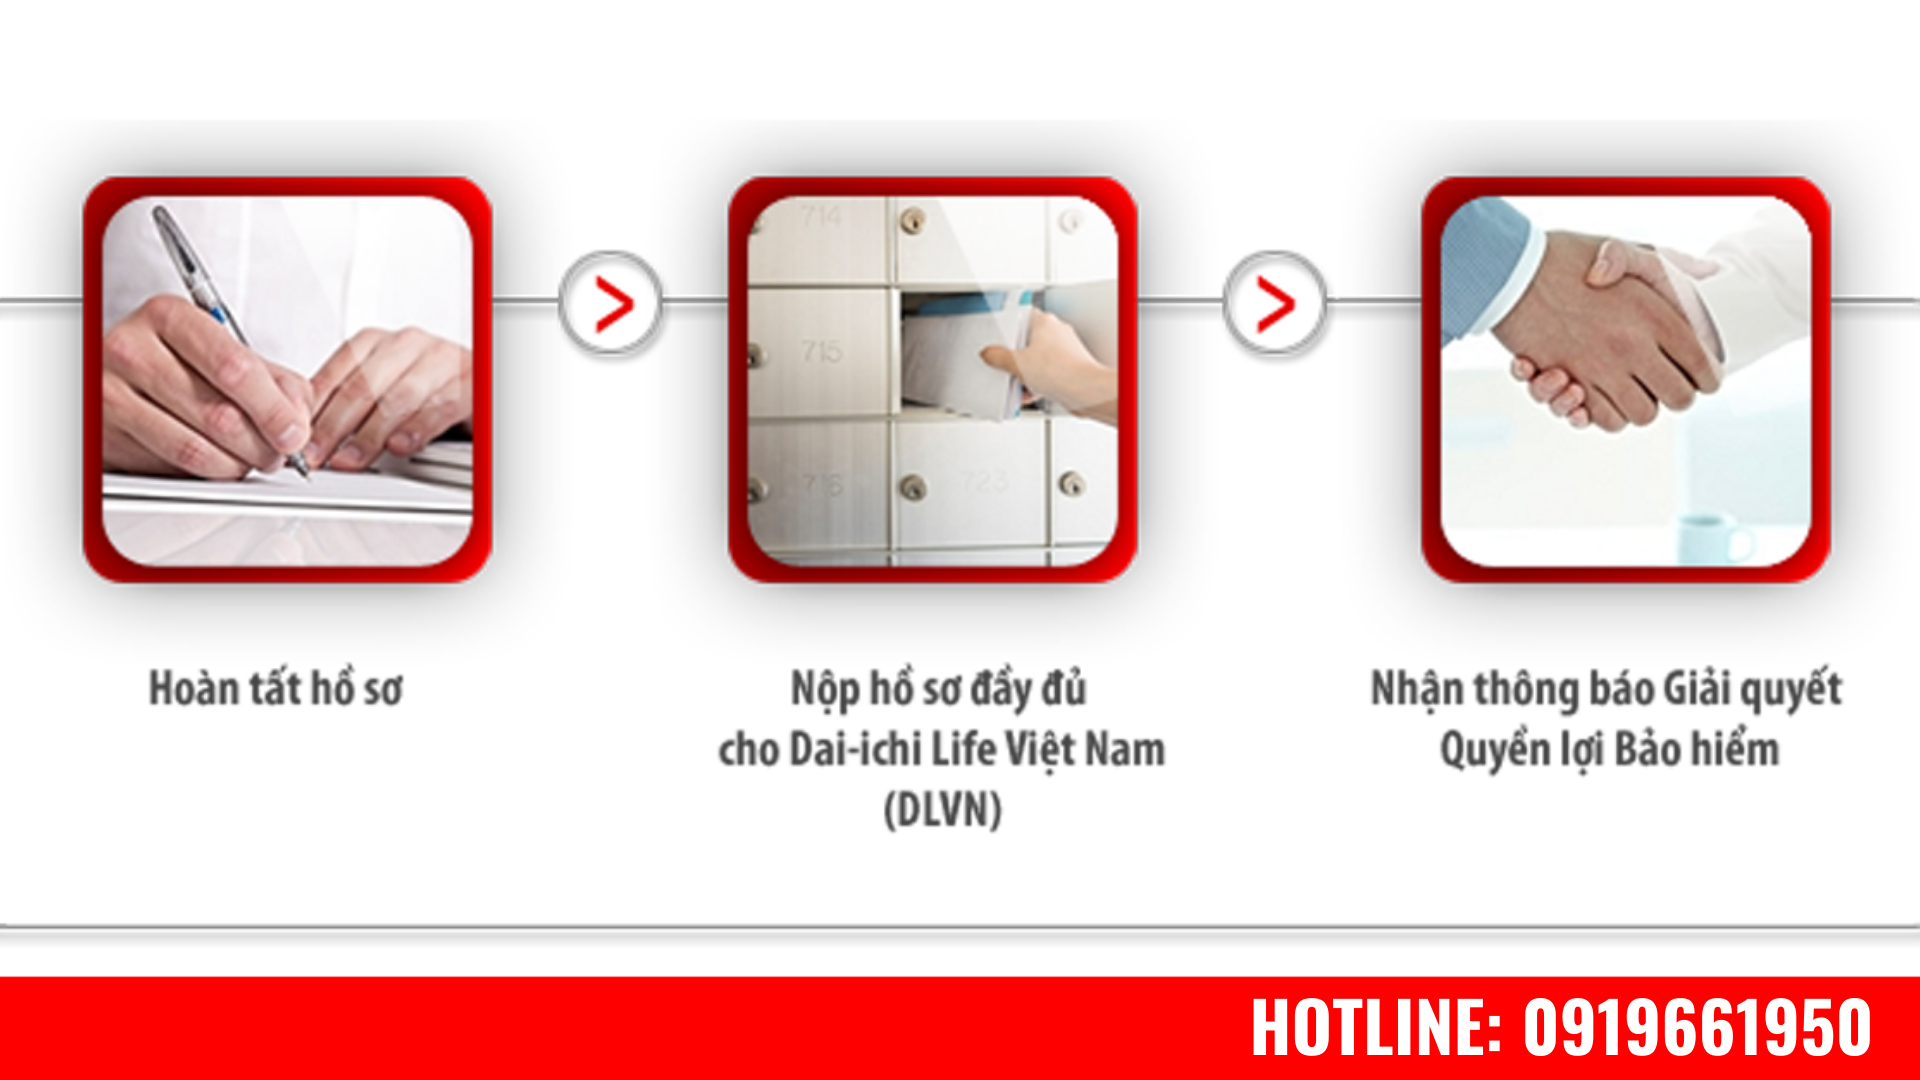 714
715
716
723
Hoàn tất hồ sơ
Nộp hồ sơ đầy đủ
cho Dai-ichi Life Việt Nam
(DLVN)
Nhận thông báo Giải quyết
Quyền lợi Bảo hiểm
HOTLINE: 0919661950